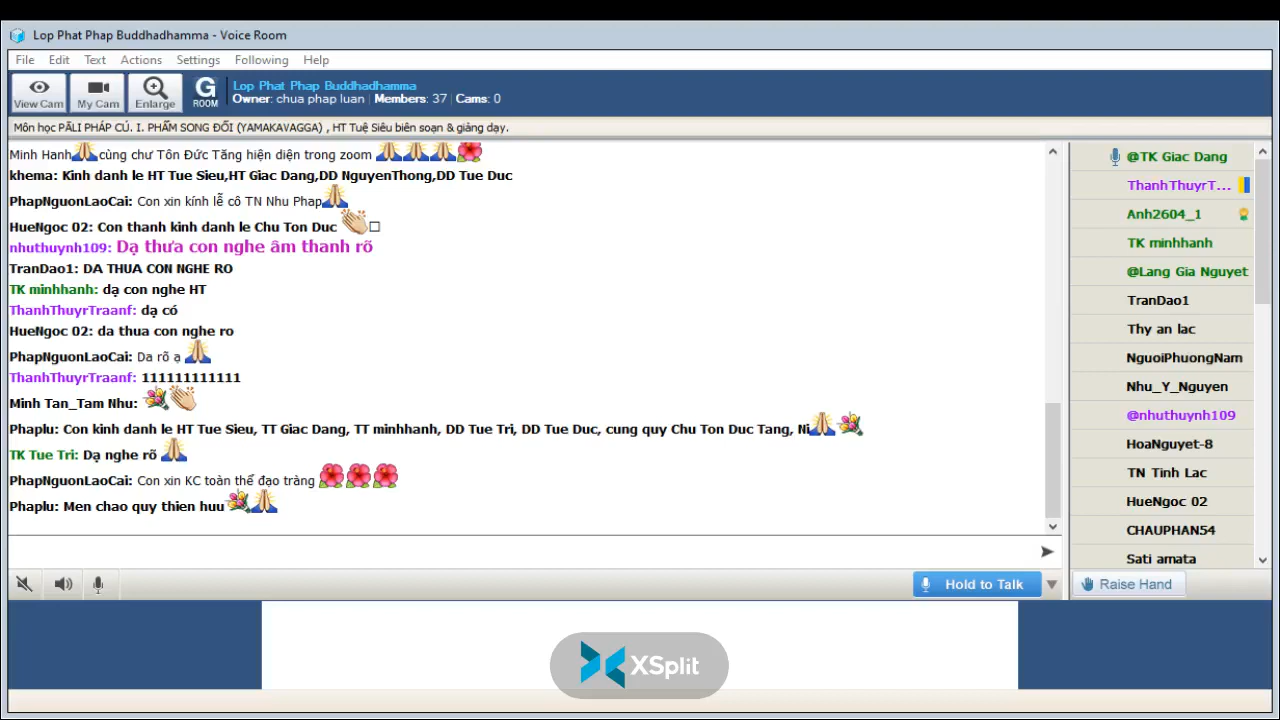 Lop Phat Phap Buddhadhamma - Voice Room
File Edit Text Actions Settings Following Help
View Cam My Cam Enlarge G ROOM
Lop Phat Phap Buddhadhamma
Owner: chua phap luan | Members: 37 | Cams: 0
Môn học PĀLI PHÁP CÚ. I. PHẨM SONG ĐỐI (YAMAKAVAGGA) , HT Tuệ Siêu biên soạn & giảng dạy.
Minh Hanh cùng chư Tôn Đức Tăng hiện diện trong zoom
khema: Kinh danh le HT Tue Sieu,HT Giac Dang,DD NguyenThong,DD Tue Duc
PhapNguonLaoCai: Con xin kính lễ cô TN Nhu Phap
HueNgoc 02: Con thanh kinh danh le Chu Ton Duc
nhuthuynh109: Dạ thưa con nghe âm thanh rõ
TranDao1: DA THUA CON NGHE RO
TK minhhanh: dạ con nghe HT
ThanhThuyrTraanf: dạ có
HueNgoc 02: da thua con nghe ro
PhapNguonLaoCai: Da rõ ạ
ThanhThuyrTraanf: 111111111111
Minh Tan_Tam Nhu:
Phaplu: Con kinh danh le HT Tue Sieu, TT Giac Dang, TT minhhanh, DD Tue Tri, DD Tue Duc, cung quy Chu Ton Duc Tang, Ni
TK Tue Tri: Dạ nghe rõ
PhapNguonLaoCai: Con xin KC toàn thể đạo tràng
Phaplu: Men chao quy thien huu
@TK Giac Dang
ThanhThuyrT...
Anh2604_1
TK minhhanh
@Lang Gia Nguyet
TranDao1
Thy an lac
NguoiPhuongNam
Nhu_Y_Nguyen
@nhuthuynh109
HoaNguyet-8
TN Tinh Lac
HueNgoc 02
CHAUPHAN54
Sati amata
Hold to Talk
Raise Hand
XSplit